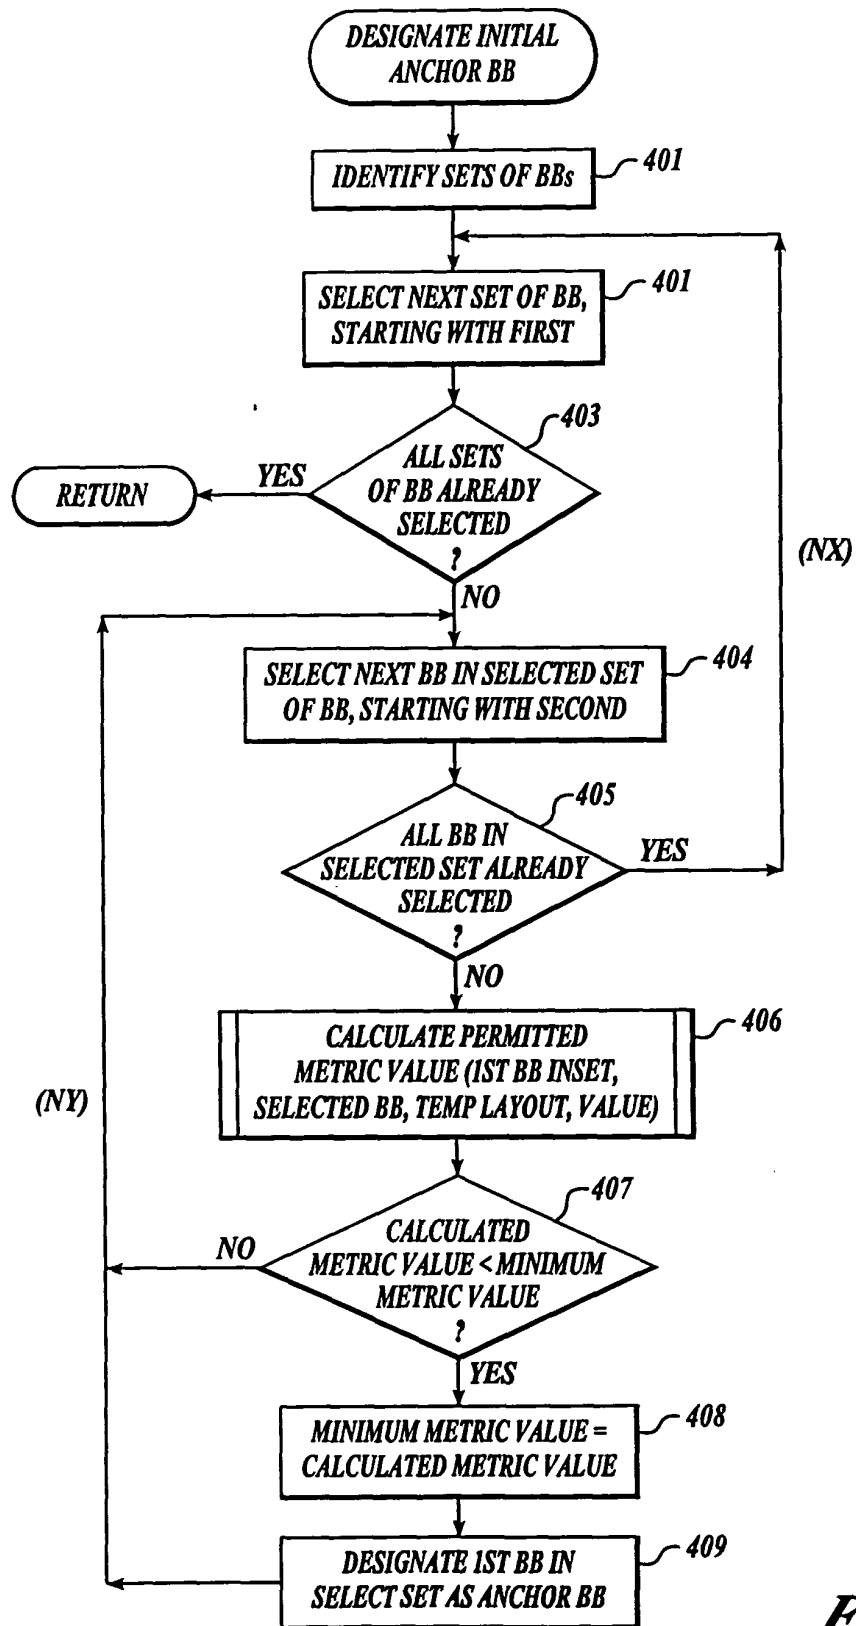 DESIGNATE INITIAL
ANCHOR BB
IDENTIFY SETS OF BBs
401
SELECT NEXT SET OF BB,
STARTING WITH FIRST
401
ALL SETS
OF BB ALREADY
SELECTED
?
403
YES
RETURN
NO
(NX)
SELECT NEXT BB IN SELECTED SET
OF BB, STARTING WITH SECOND
404
ALL BB IN
SELECTED SET ALREADY
SELECTED
?
405
YES
NO
CALCULATE PERMITTED
METRIC VALUE (1ST BB INSET,
SELECTED BB, TEMP LAYOUT, VALUE)
406
(NY)
CALCULATED
METRIC VALUE < MINIMUM
METRIC VALUE
?
407
NO
YES
MINIMUM METRIC VALUE =
CALCULATED METRIC VALUE
408
DESIGNATE 1ST BB IN
SELECT SET AS ANCHOR BB
409